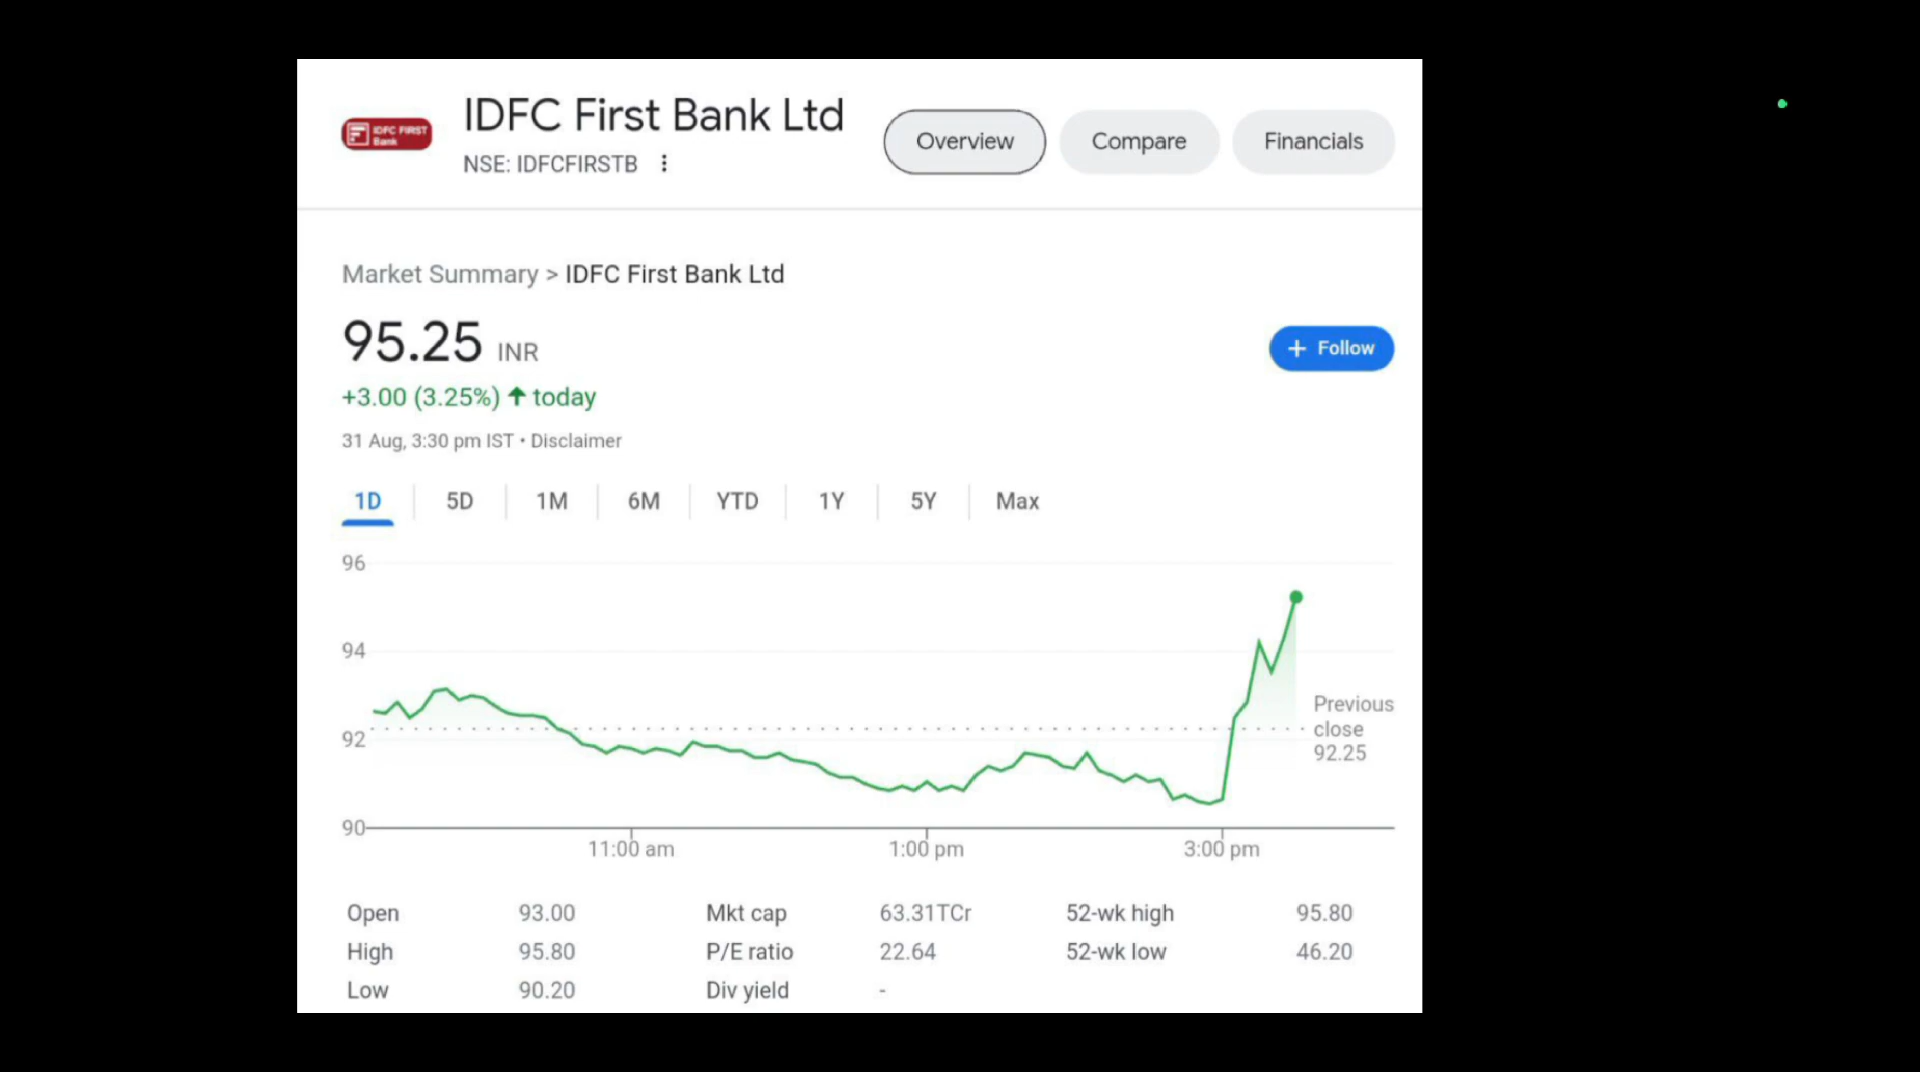 IDFC FIRST
Bank
IDFC First Bank Ltd
NSE: IDFCFIRSTB
Overview
Compare
Financials
Market Summary > IDFC First Bank Ltd
95.25 INR
+ Follow
+3.00 (3.25%) ↑ today
31 Aug, 3:30 pm IST • Disclaimer
1D 5D 1M 6M YTD 1Y 5Y Max
96
94
92
90
Previous
close
92.25
11:00 am 1:00 pm 3:00 pm
Open 93.00 Mkt cap 63.31TCr 52-wk high 95.80
High 95.80 P/E ratio 22.64 52-wk low 46.20
Low 90.20 Div yield -